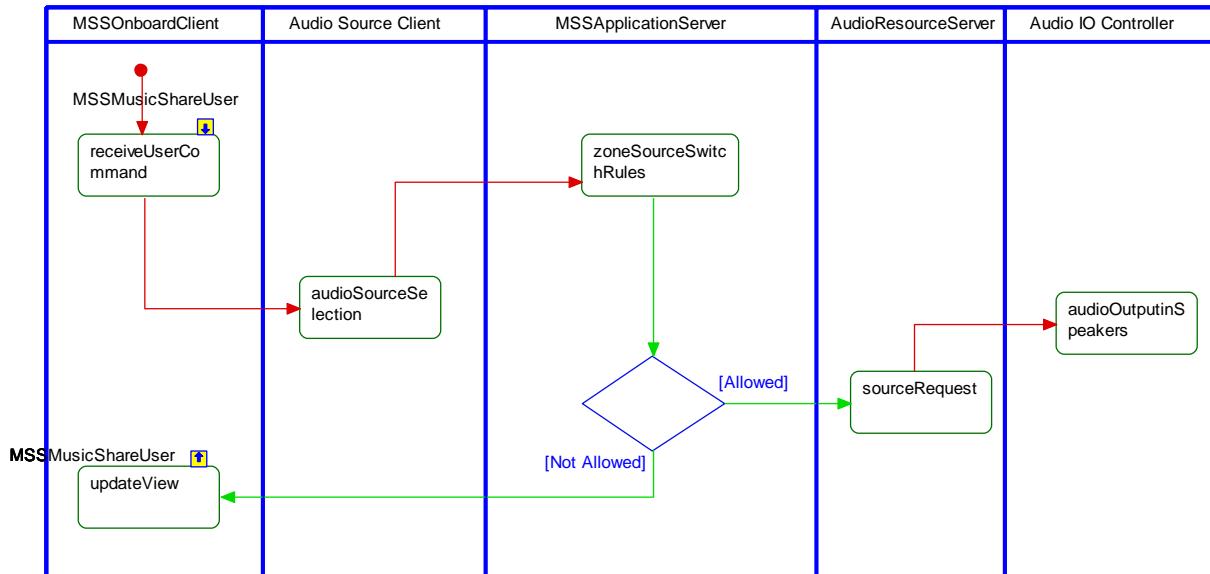 MSSOnboardClient
Audio Source Client
MSSApplicationServer
AudioResourceServer
Audio IO Controller
MSSMusicShareUser
receiveUserCo
mmand
zoneSourceSwitc
hRules
audioSourceSe
lection
audioOutputinS
peakers
[Allowed]
sourceRequest
MSSMusicShareUser
[Not Allowed]
updateView